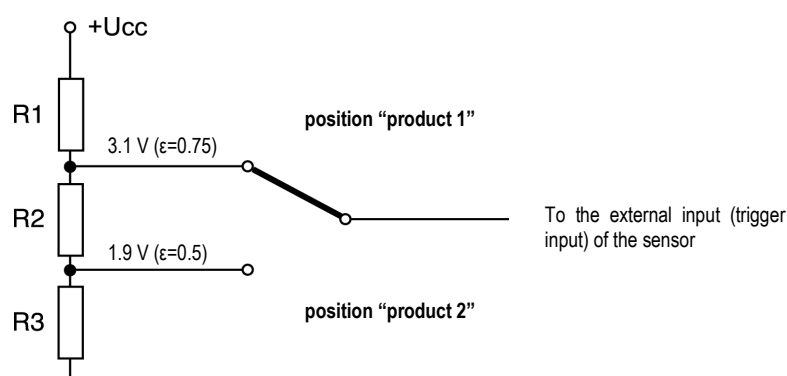 +Ucc
R1
position “product 1”
3.1 V (ε=0.75)
R2
To the external input (trigger
input) of the sensor
1.9 V (ε=0.5)
R3
position “product 2”